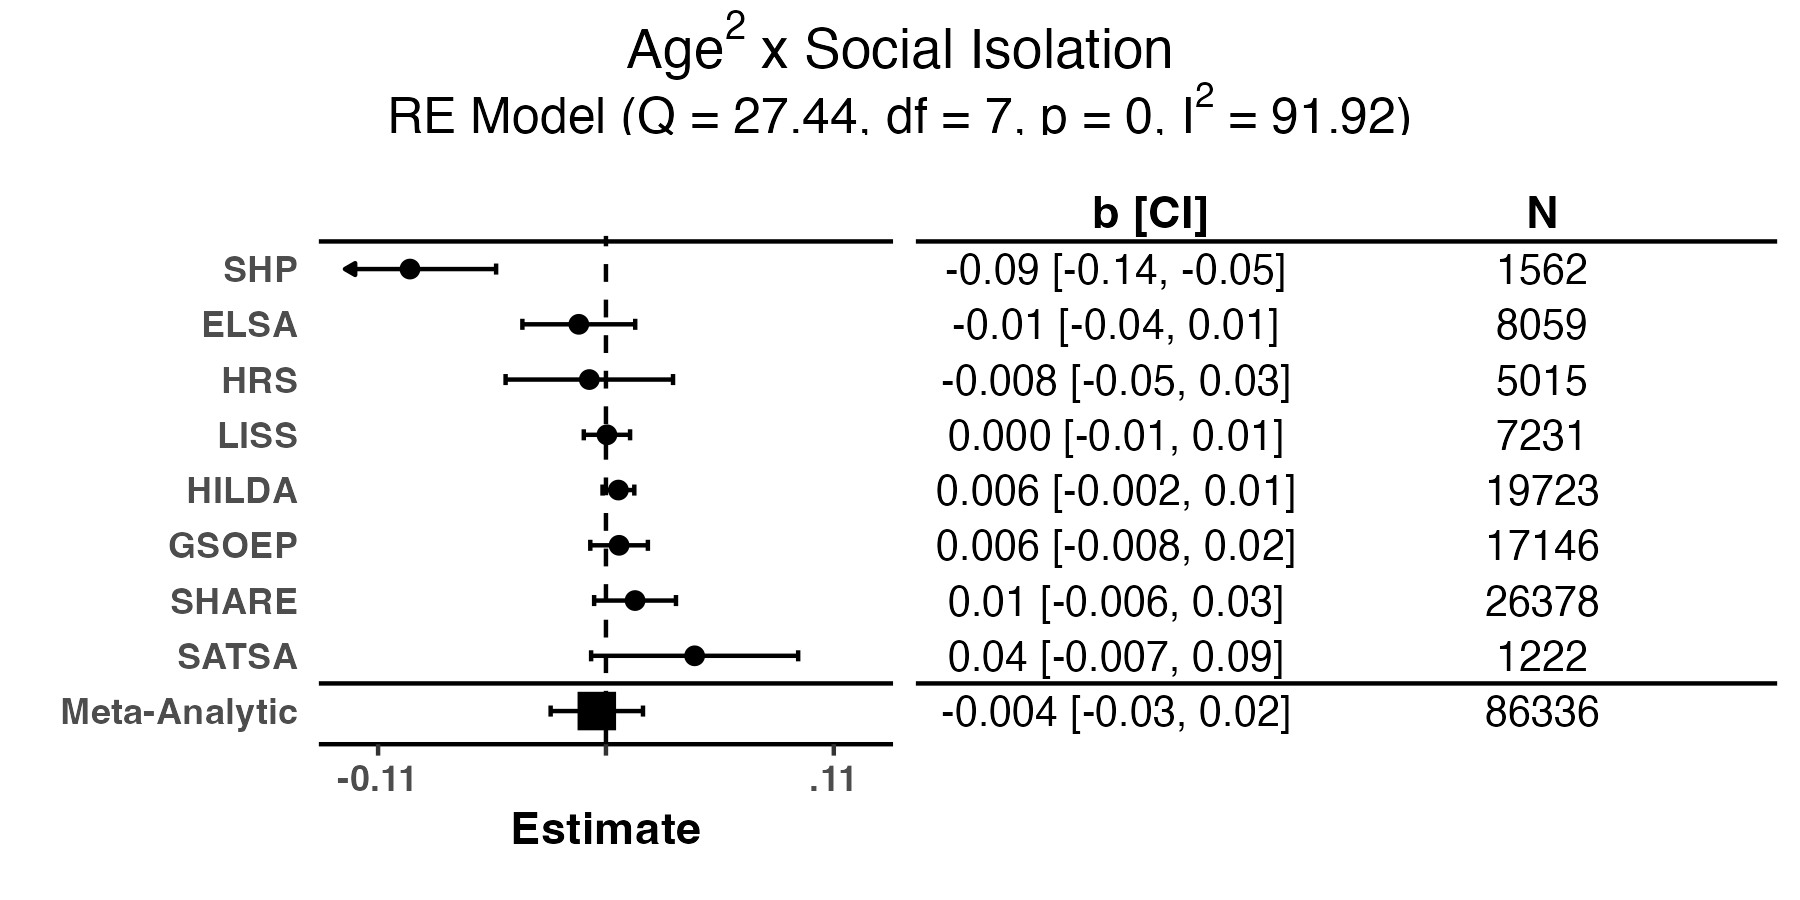 Age² x Social Isolation
RE Model (Q = 27.44, df = 7, p = 0, I² = 91.92)
b [CI] N
SHP -0.09 [-0.14, -0.05] 1562
ELSA -0.01 [-0.04, 0.01] 8059
HRS -0.008 [-0.05, 0.03] 5015
LISS 0.000 [-0.01, 0.01] 7231
HILDA 0.006 [-0.002, 0.01] 19723
GSOEP 0.006 [-0.008, 0.02] 17146
SHARE 0.01 [-0.006, 0.03] 26378
SATSA 0.04 [-0.007, 0.09] 1222
Meta-Analytic -0.004 [-0.03, 0.02] 86336
-0.11 .11
Estimate